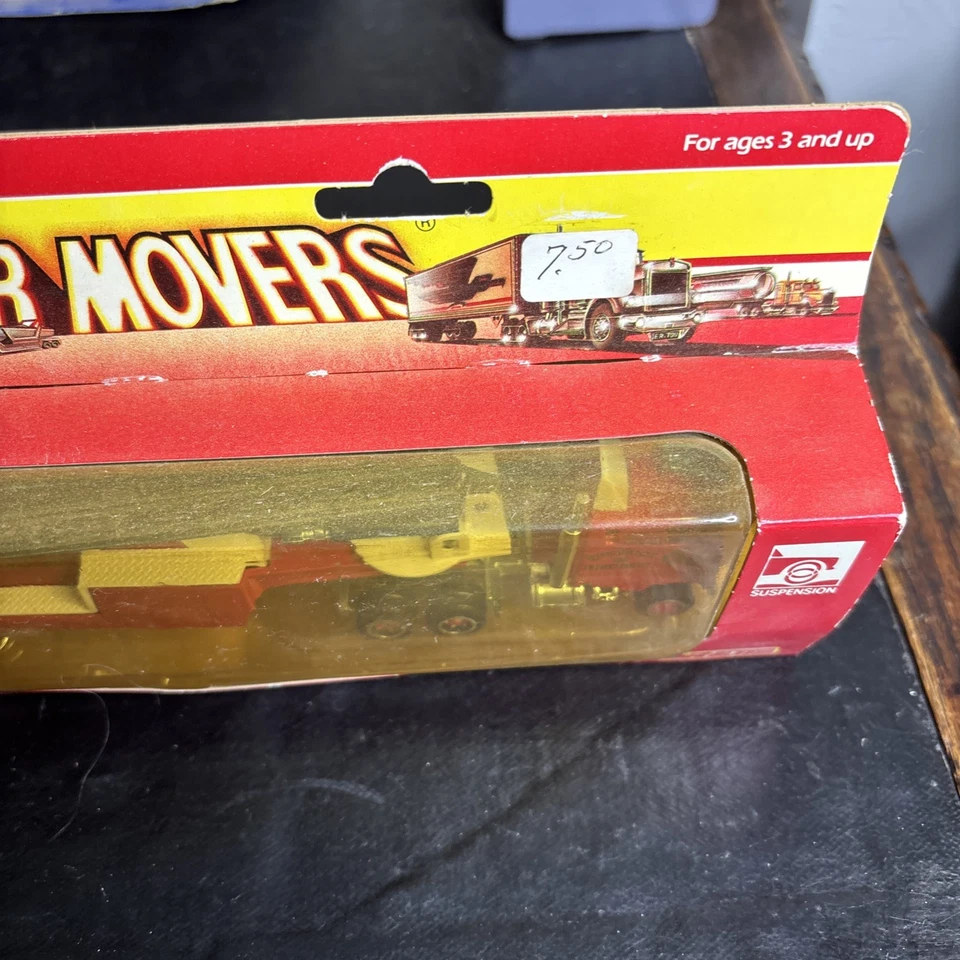 For ages 3 and up
R MOVERS®
7.50
SUSPENSION